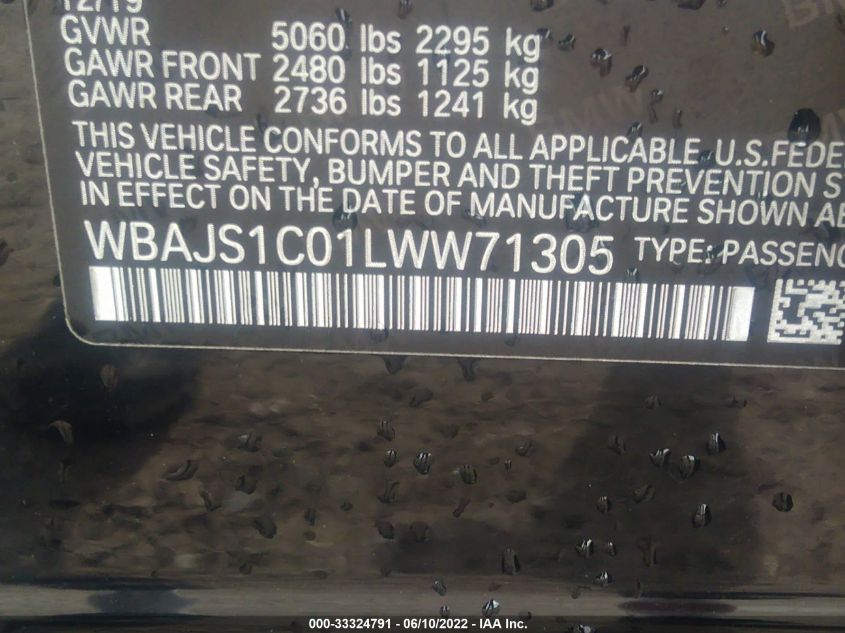 12/19
GVWR 5060 lbs 2295 kg
GAWR FRONT 2480 lbs 1125 kg
GAWR REAR 2736 lbs 1241 kg
THIS VEHICLE CONFORMS TO ALL APPLICABLE U.S.FEDE
VEHICLE SAFETY, BUMPER AND THEFT PREVENTION S
IN EFFECT ON THE DATE OF MANUFACTURE SHOWN AB
WBAJS1C01LWW71305 TYPE: PASSENG
000-33324791 - 06/10/2022 - IAA Inc.